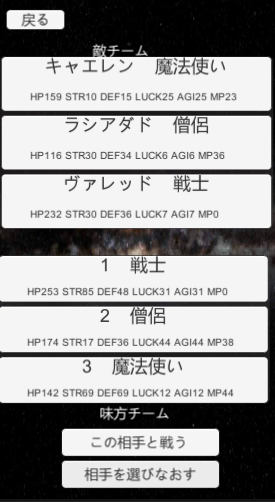 戻る
敵チーム
キャエレン　魔法使い
HP159 STR10 DEF15 LUCK25 AGI25 MP23
ラシアダド　僧侶
HP116 STR30 DEF34 LUCK6 AGI6 MP36
ヴァレッド　戦士
HP232 STR30 DEF36 LUCK7 AGI7 MP0
1　戦士
HP253 STR85 DEF48 LUCK31 AGI31 MP0
2　僧侶
HP174 STR17 DEF36 LUCK44 AGI44 MP38
3　魔法使い
HP142 STR69 DEF69 LUCK12 AGI12 MP44
味方チーム
この相手と戦う
相手を選びなおす